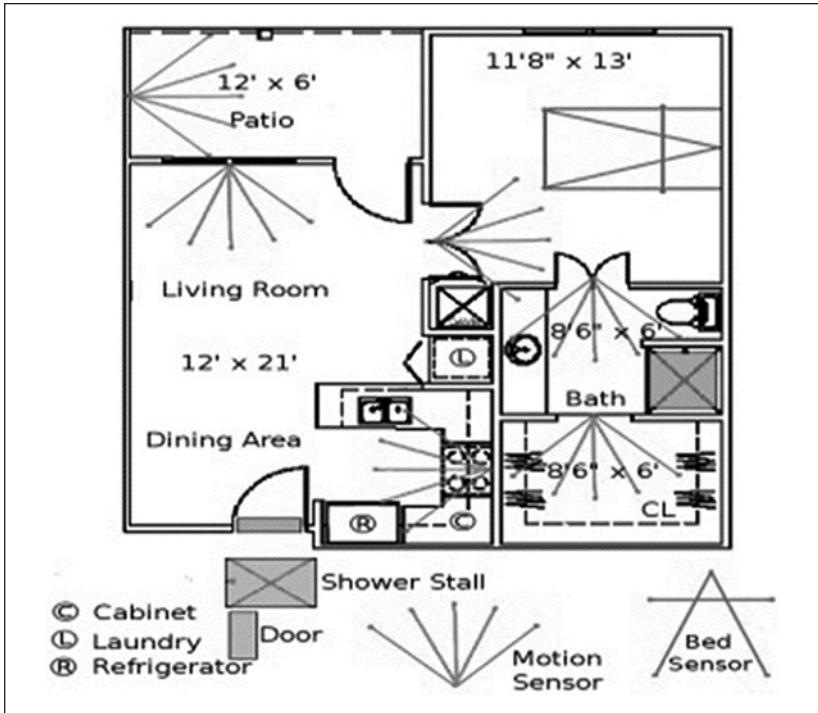 12' x 6'
Patio
11'8" x 13'
Living Room
12' x 21'
Dining Area
8'6" x 6'
Bath
8'6" x 6'
CL
L
R
C
Shower Stall
C Cabinet
L Laundry
R Refrigerator
Door
Motion
Sensor
Bed
Sensor